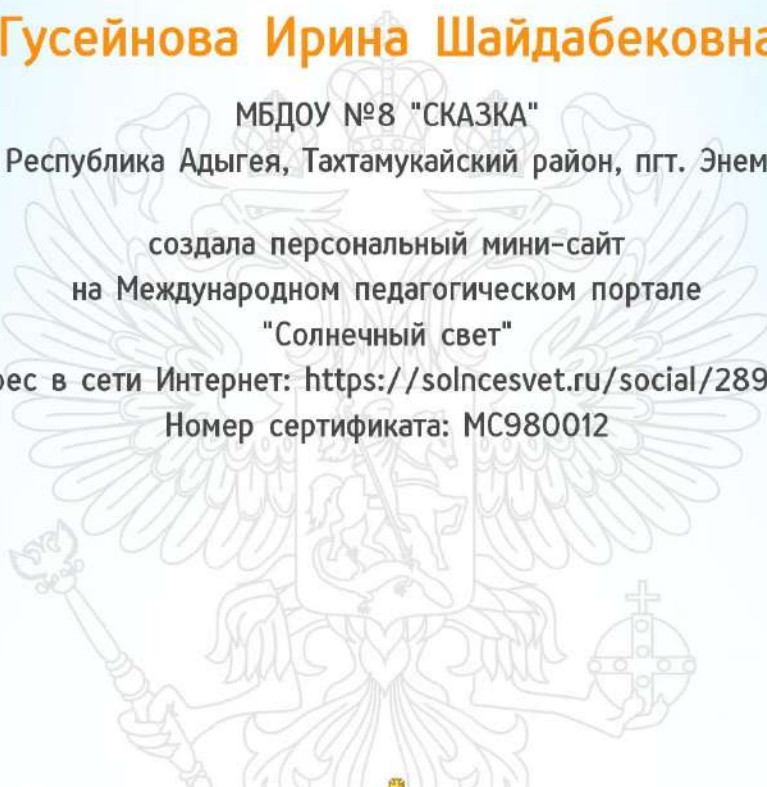 Гусейнова Ирина Шайдабековна
МБДОУ №8 "СКАЗКА"
Республика Адыгея, Тахтамукайский район, пгт. Энем
создала персональный мини-сайт
на Международном педагогическом портале
"Солнечный свет"
в сети Интернет: https://solncesvet.ru/social/289
Номер сертификата: МС980012